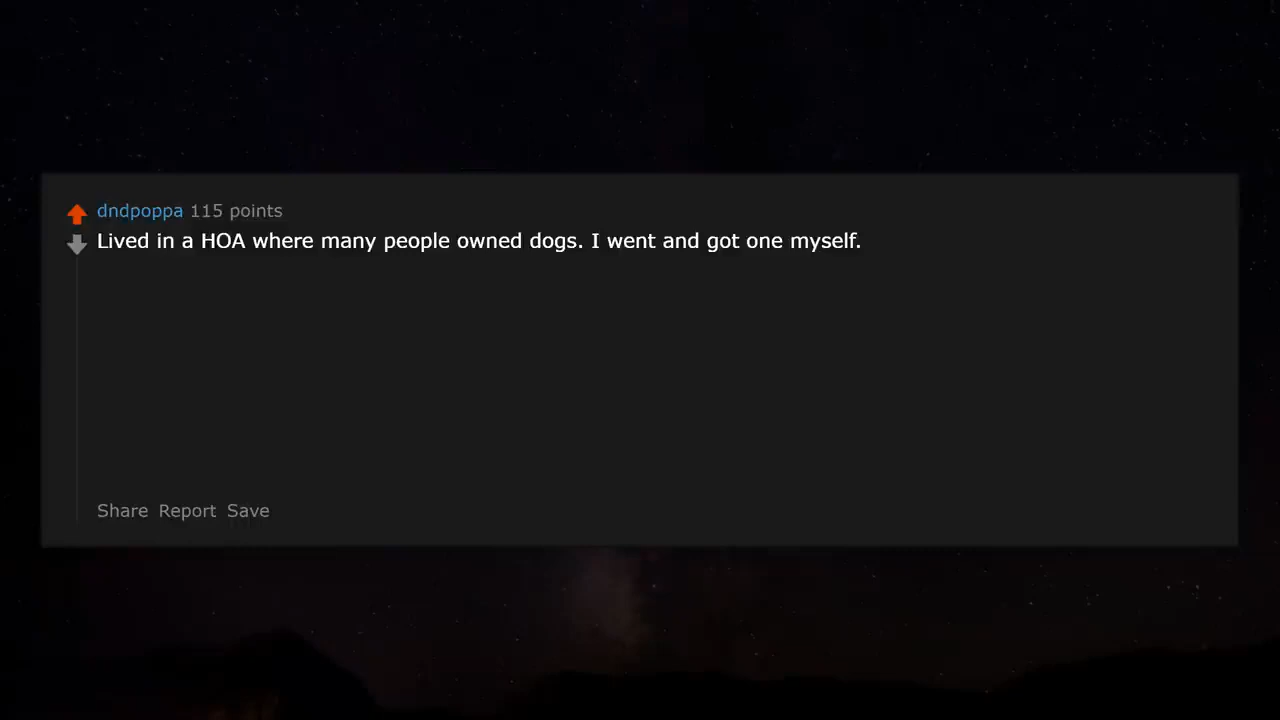 dndpoppa 115 points
Lived in a HOA where many people owned dogs. I went and got one myself.
Share Report Save